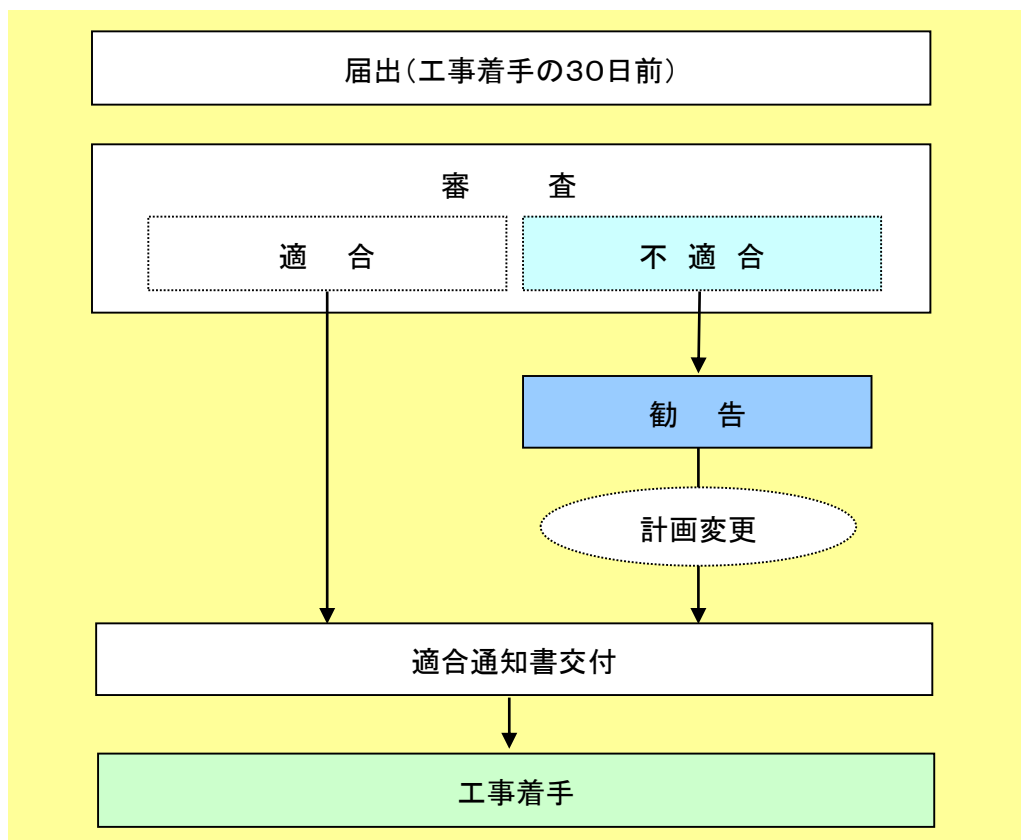 届出（工事着手の３０日前）
審　査
適　合
不 適 合
勧　告
計画変更
適合通知書交付
工事着手